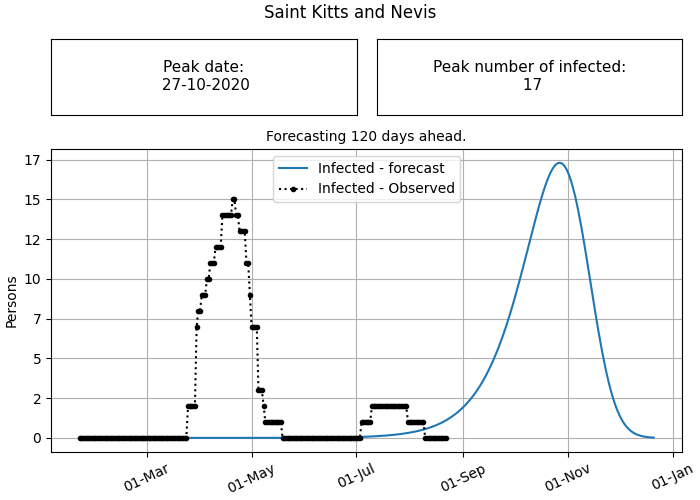 Saint Kitts and Nevis
Peak date:
27-10-2020
Peak number of infected:
17
Forecasting 120 days ahead.
Infected - forecast
Infected - Observed
Persons
17
15
12
10
7
5
2
0
01-Mar
01-May
01-Jul
01-Sep
01-Nov
01-Jan